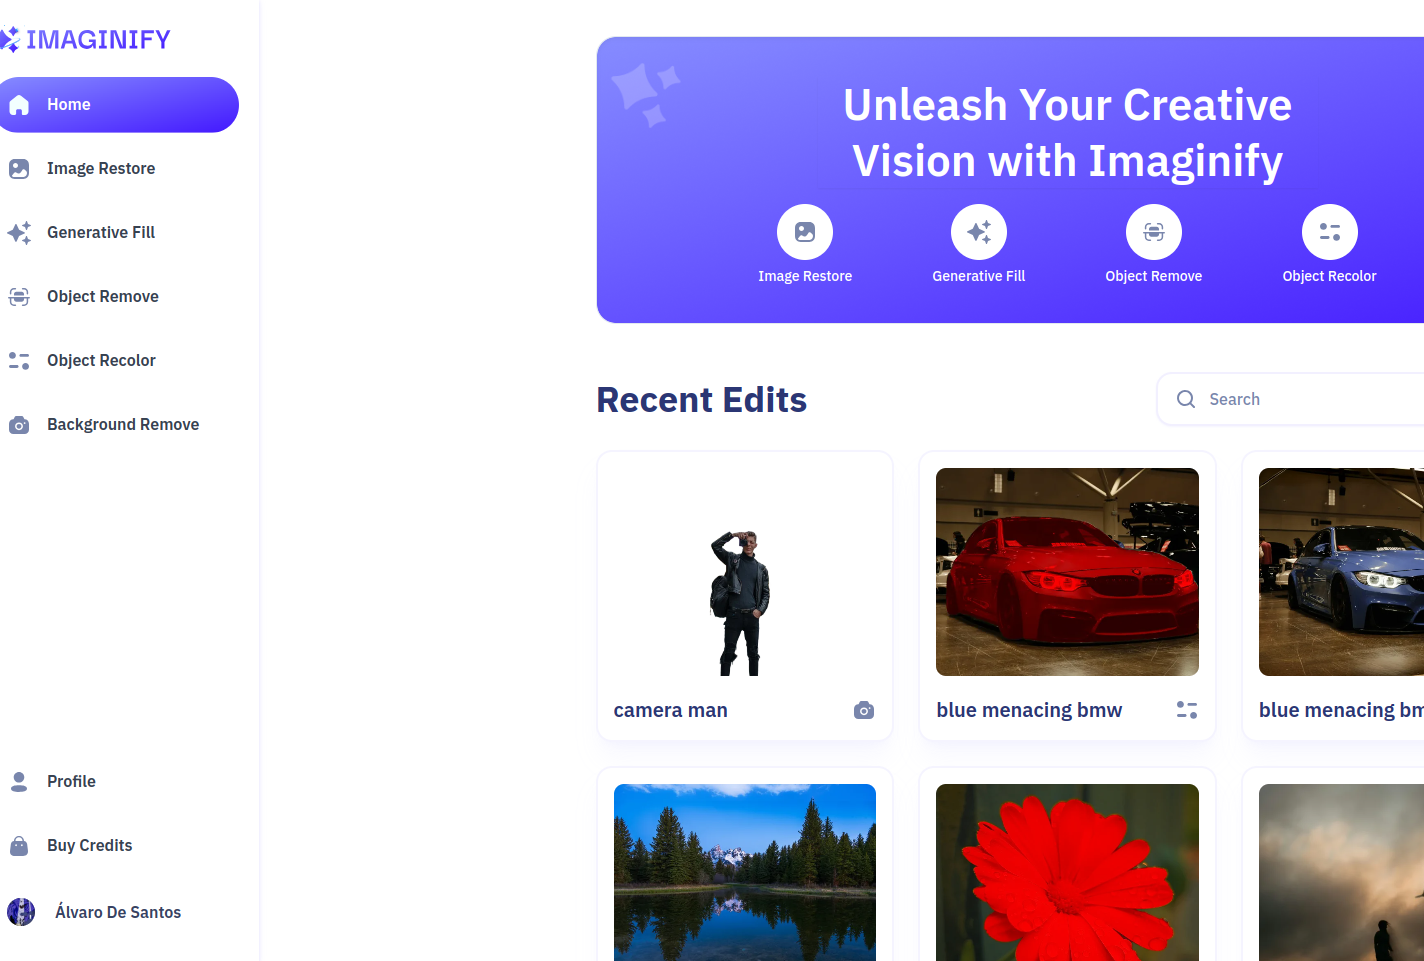 IMAGINIFY
Home
Image Restore
Generative Fill
Object Remove
Object Recolor
Background Remove
Profile
Buy Credits
Álvaro De Santos
Unleash Your Creative
Vision with Imaginify
Image Restore
Generative Fill
Object Remove
Object Recolor
Recent Edits
Search
camera man
blue menacing bmw
blue menacing bm